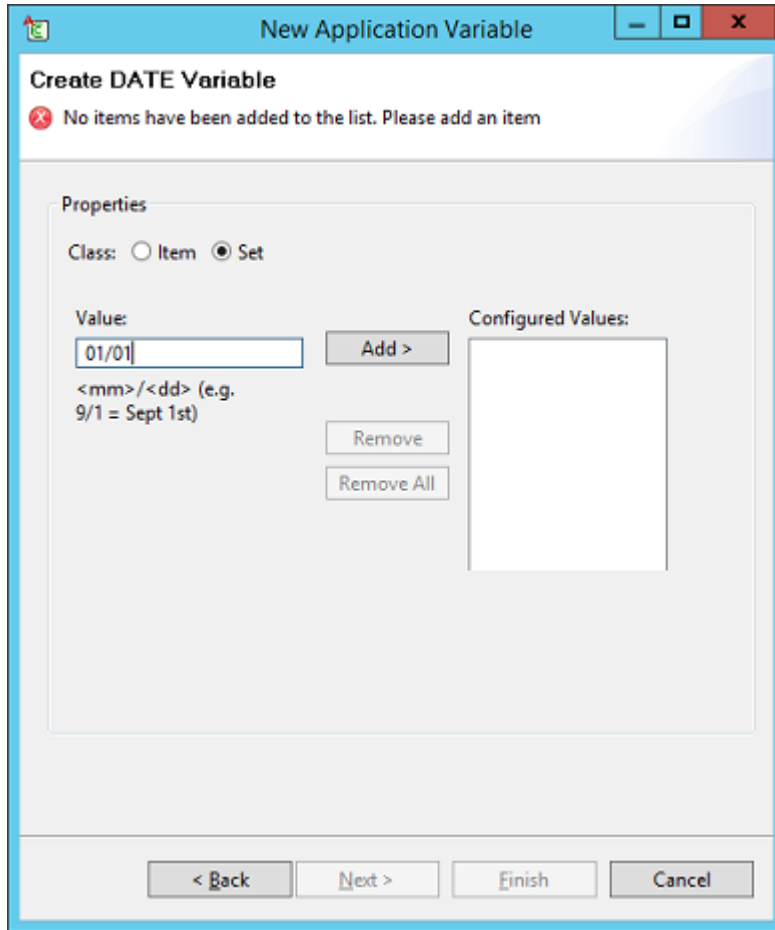 New Application Variable
Create DATE Variable
No items have been added to the list. Please add an item
Properties
Class: Item Set
Value:
Configured Values:
01/01
Add >
<mm>/<dd> (e.g.
9/1 = Sept 1st)
Remove
Remove All
< Back
Next >
Finish
Cancel